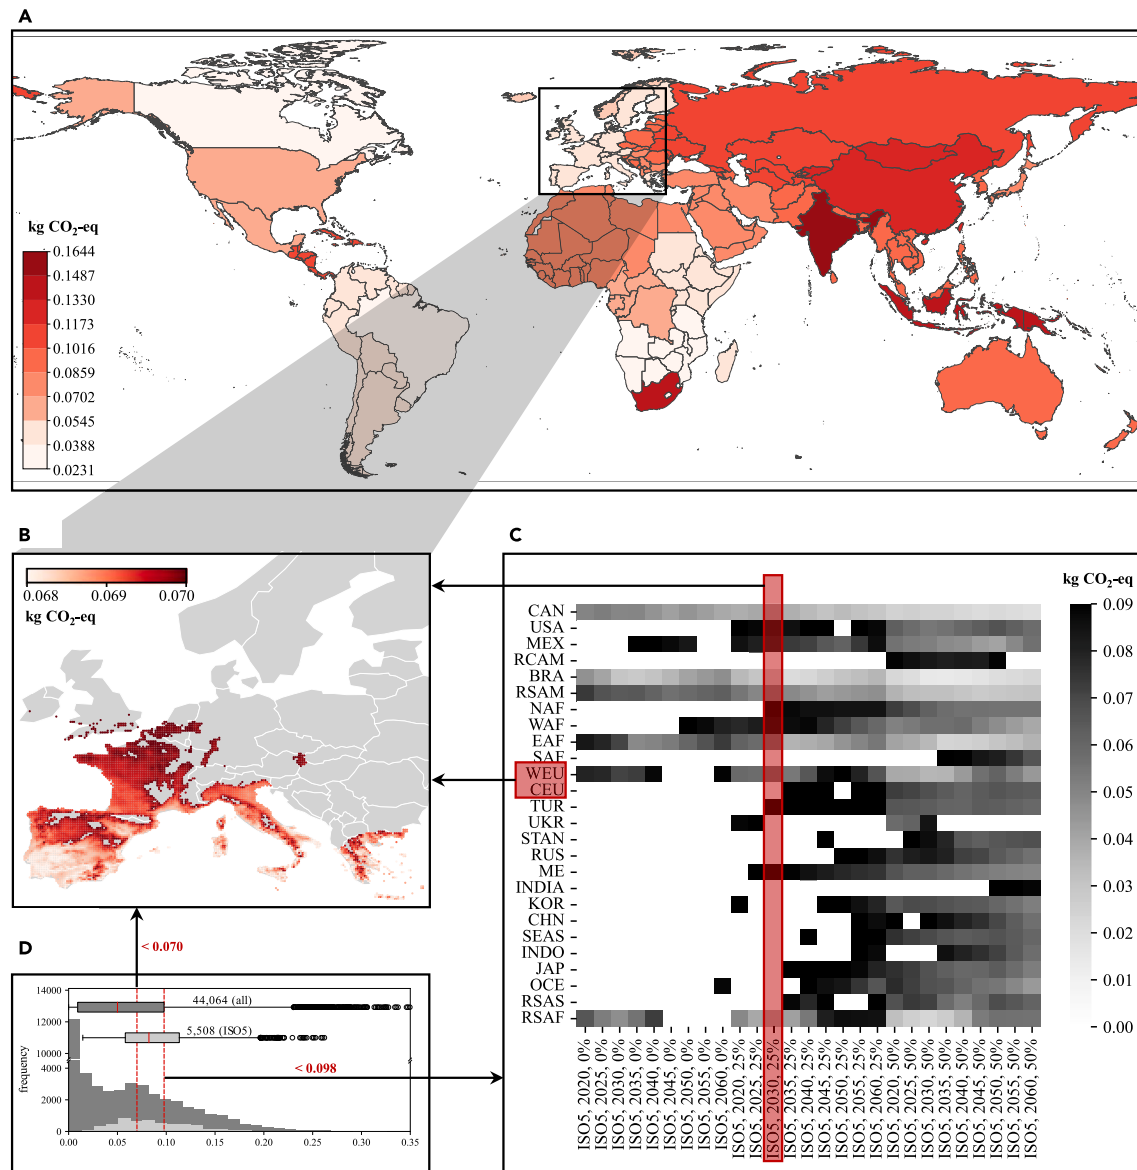 A
kg CO₂-eq
0.1644
0.1487
0.1330
0.1173
0.1016
0.0859
0.0702
0.0545
0.0388
0.0231
B
0.068 0.069 0.070
kg CO₂-eq
C
kg CO₂-eq
CAN
USA
MEX
RCAM
BRA
RSAM
NAF
WAF
EAF
SAF
WEU
CEU
TUR
UKR
STAN
RUS
ME
INDIA
KOR
CHN
SEAS
INDO
JAP
OCE
RSAS
RSAF
0.09
0.08
0.07
0.06
0.05
0.04
0.03
0.02
0.01
0.00
ISO5, 2020, 0%
ISO5, 2025, 0%
ISO5, 2030, 0%
ISO5, 2035, 0%
ISO5, 2040, 0%
ISO5, 2045, 0%
ISO5, 2050, 0%
ISO5, 2055, 0%
ISO5, 2060, 0%
ISO5, 2020, 25%
ISO5, 2025, 25%
ISO5, 2030, 25%
ISO5, 2035, 25%
ISO5, 2040, 25%
ISO5, 2045, 25%
ISO5, 2050, 25%
ISO5, 2055, 25%
ISO5, 2060, 25%
ISO5, 2020, 50%
ISO5, 2025, 50%
ISO5, 2030, 50%
ISO5, 2035, 50%
ISO5, 2040, 50%
ISO5, 2045, 50%
ISO5, 2050, 50%
ISO5, 2055, 50%
ISO5, 2060, 50%
D
< 0.070
14000
12000
10000
4000
2000
0
frequency
44,064 (all)
5,508 (ISO5)
< 0.098
0.00 0.05 0.10 0.15 0.20 0.25 0.30 0.35